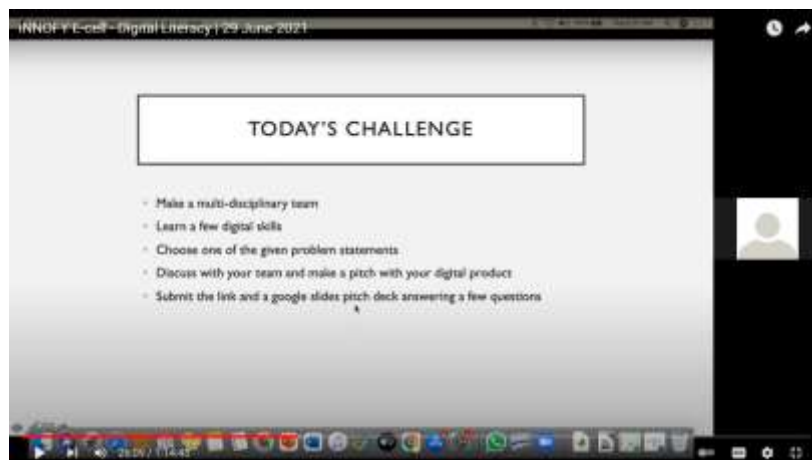 INNOFY E-cell - Digital Literacy | 29 June 2021
TODAY'S CHALLENGE
Make a multi-disciplinary team
Learn a few digital skills
Choose one of the given problem statements
Discuss with your team and make a pitch with your digital product
Submit the link and a google slides pitch deck answering a few questions